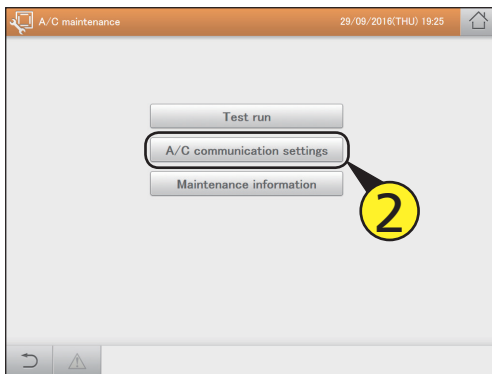 A/C maintenance 29/09/2016(THU) 19:25
Test run
A/C communication settings
2
Maintenance information